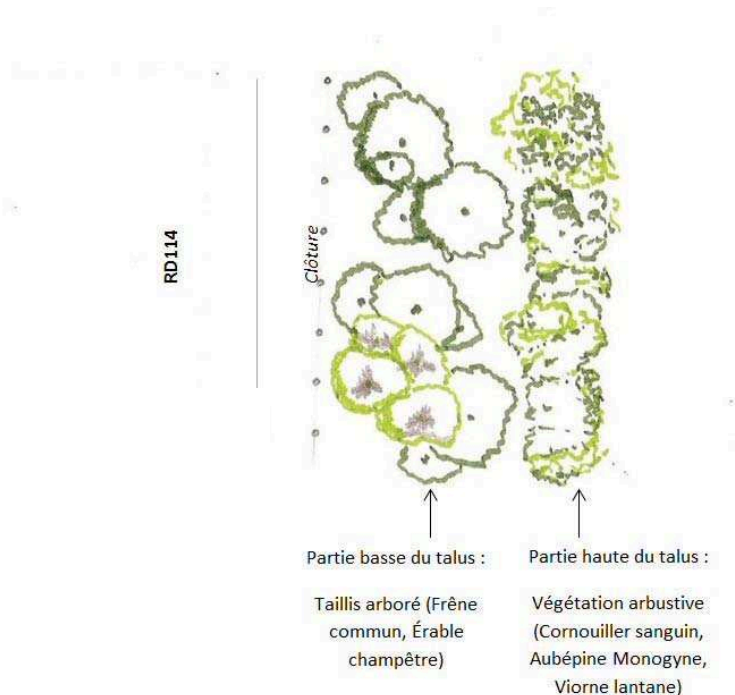 RD114
Clôture
Partie basse du talus :
Taillis arboré (Frêne
commun, Érable
champêtre)
Partie haute du talus :
Végétation arbustive
(Cornouiller sanguin,
Aubépine Monogyne,
Viorne lantane)